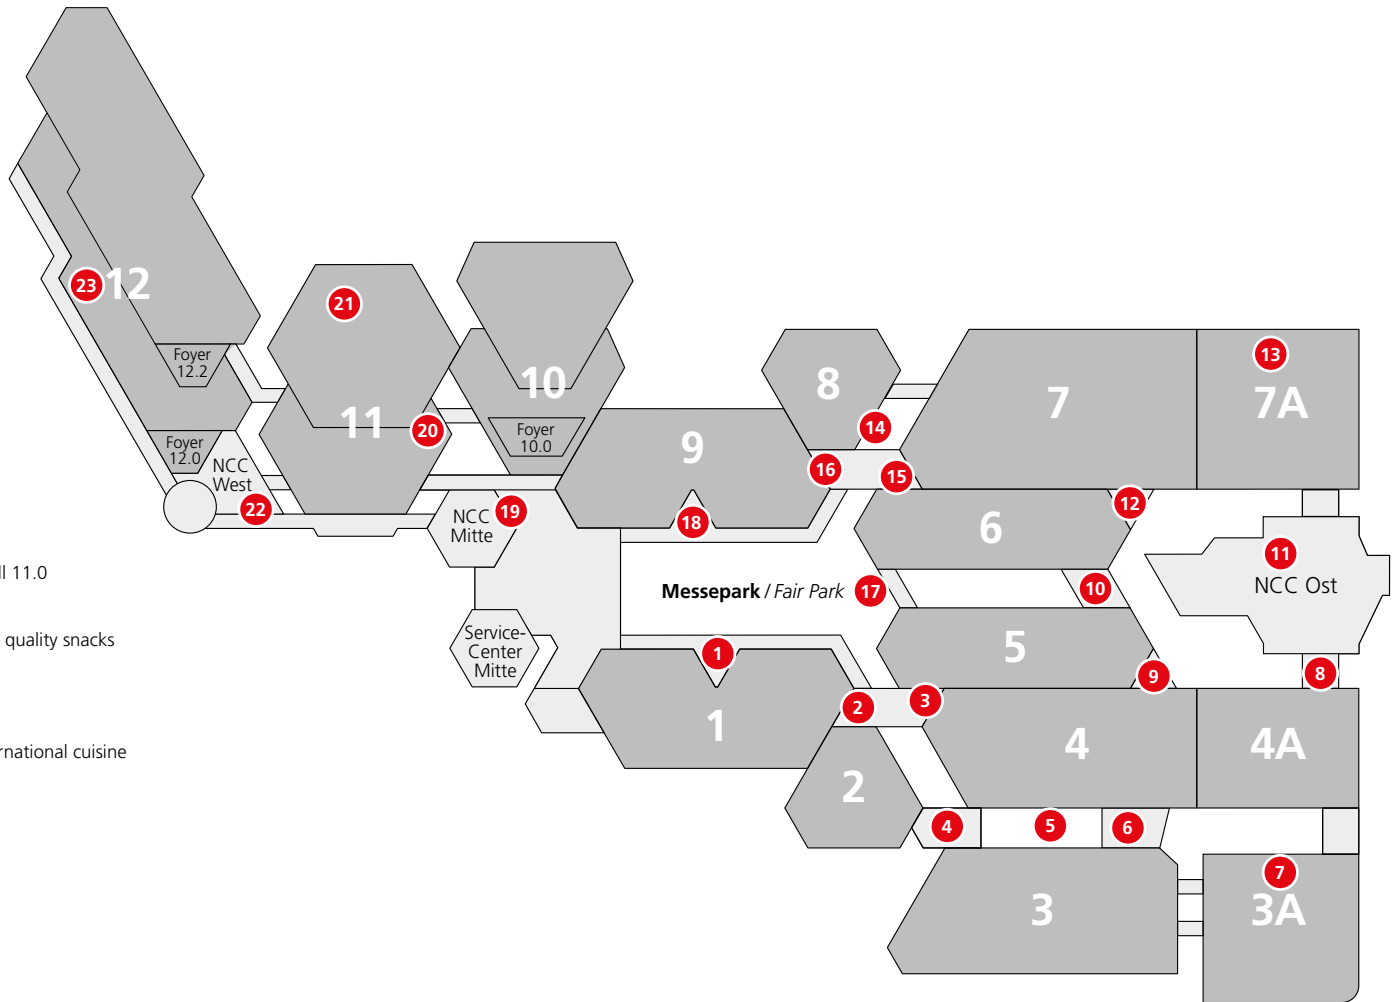 13
7A
21
23
12
Foyer
12.2
10
8
7
14
11
20
Foyer
10.0
9
Foyer
12.0
NCC
West
16
15
22
19
NCC
Mitte
18
12
6
11
NCC Ost
ll 11.0
Messepark / Fair Park
17
10
quality snacks
Service-
Center
Mitte
1
5
9
8
2
3
1
4
4A
rnational cuisine
2
4
5
6
7
3
3A